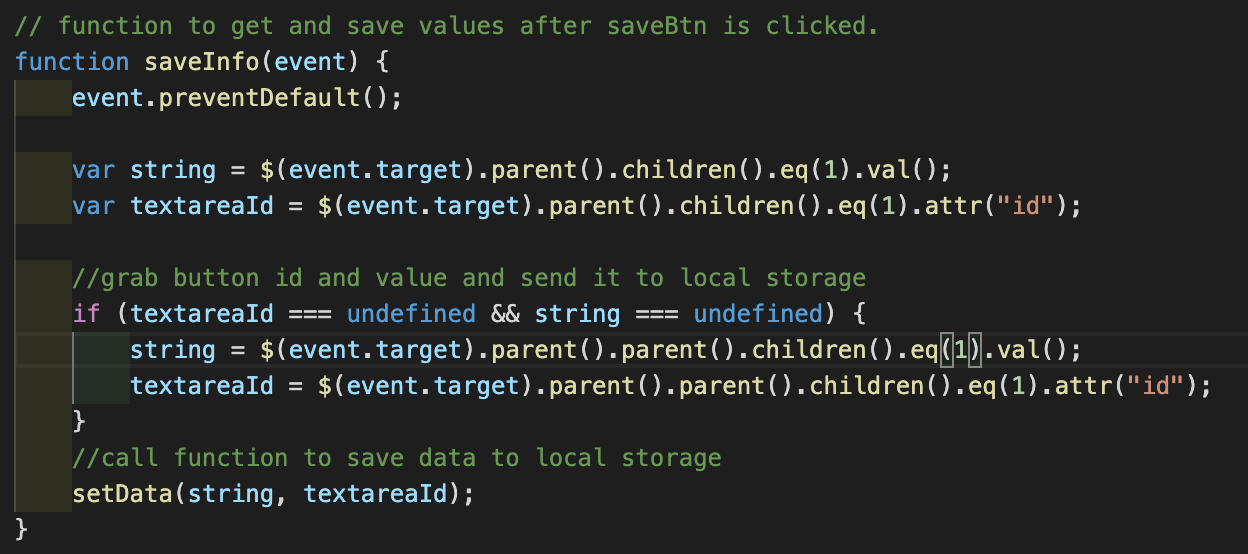 // function to get and save values after saveBtn is clicked.
function saveInfo(event) {
    event.preventDefault();

    var string = $(event.target).parent().children().eq(1).val();
    var textareaId = $(event.target).parent().children().eq(1).attr("id");

    //grab button id and value and send it to local storage
    if (textareaId === undefined && string === undefined) {
        string = $(event.target).parent().parent().children().eq(1).val();
        textareaId = $(event.target).parent().parent().children().eq(1).attr("id");
    }
    //call function to save data to local storage
    setData(string, textareaId);
}